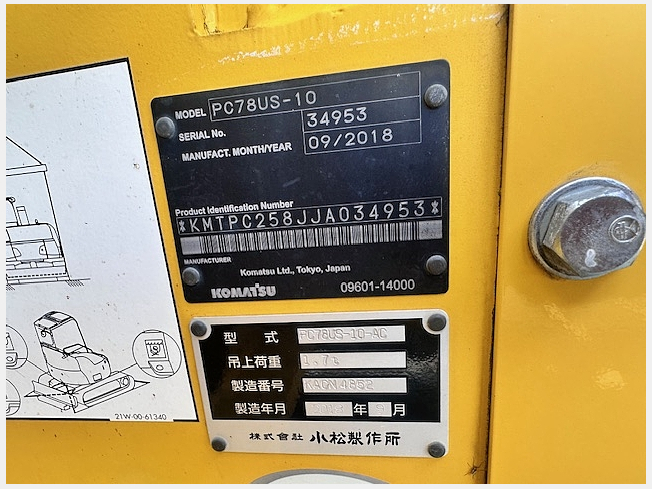 MODEL PC78US-10
SERIAL No. 34953
MANUFACT. MONTH/YEAR 09/2018
Product Identification Number
*KMTPC258JJA034953*
MANUFACTURER
Komatsu Ltd., Tokyo, Japan
KOMATSU 09601-14000
型 式 PC78US-10-AC
吊上荷重 1.7t
製造番号
製造年月 年 9 月
株式會社 小松製作所
21W-00-61340